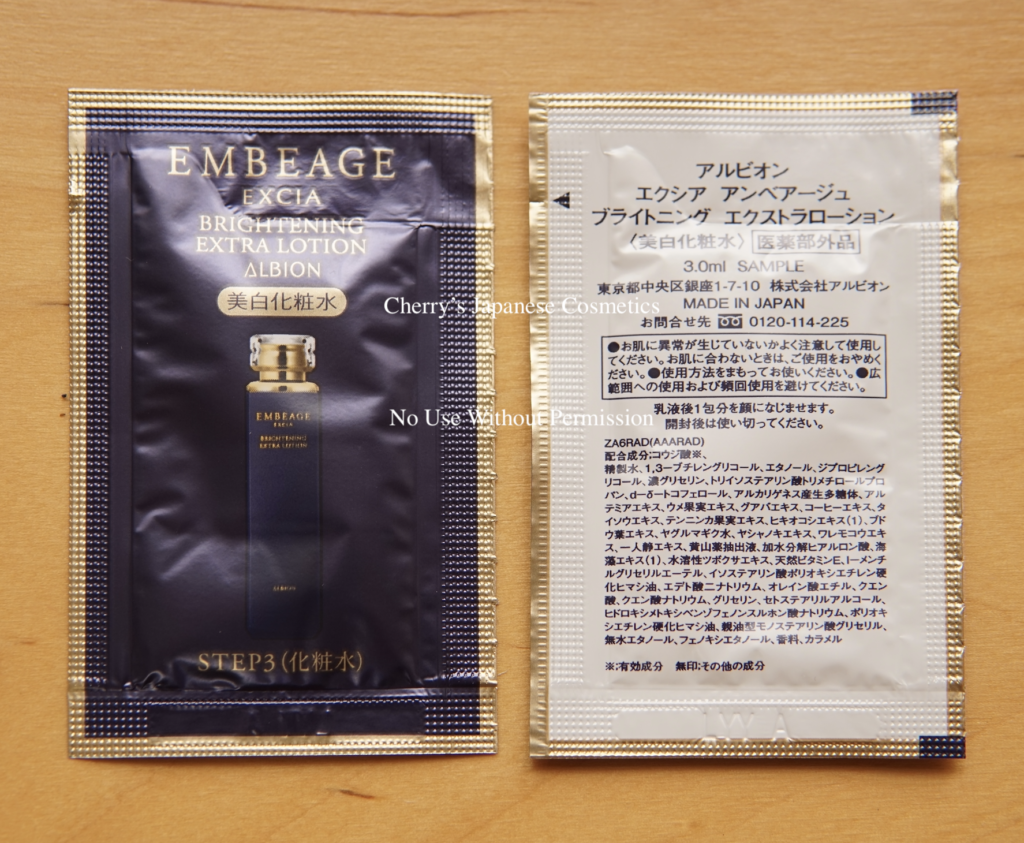 EMBEAGE
EXCIA
BRIGHTENING
EXTRA LOTION
ALBION
美白化粧水
EMBEAGE
EXCIA
BRIGHTENING
EXTRA LOTION
ALBION
STEP3(化粧水)
Cherry's Japanese Cosmetics
No Use Without Permission
アルビオン
エクシア アンベアージュ
ブライトニング エクストラローション
〈美白化粧水〉 医薬部外品
3.0ml SAMPLE
東京都中央区銀座1-7-10 株式会社アルビオン
MADE IN JAPAN
お問合せ先 0120-114-225
●お肌に異常が生じていないかよく注意して使用し
てください。お肌に合わないときは、ご使用をおやめく
ださい。●使用方法をまもってお使いください。●広
範囲への使用および頻回使用を避けてください。
乳液後1包分を顔になじませます。
開封後は使い切ってください。
ZA6RAD(AAARAD)
配合成分:コウジ酸※、
精製水、1,3-ブチレングリコール、エタノール、ジプロピレング
リコール、濃グリセリン、トリイソステアリン酸トリメチロールプロ
パン、d-δ-トコフェロール、アルカリゲネス産生多糖体、アル
テミアエキス、ウメ果実エキス、グアバエキス、コーヒーエキス、タ
イソウエキス、テンニンカ果実エキス、ヒキオコシエキス(1)、ブド
ウ葉エキス、ヤグルマギク水、ヤシャノキエキス、ワレモコウエキ
ス、一人静エキス、黄山薬抽出液、加水分解ヒアルロン酸、海
藻エキス(1)、水溶性ツボクサエキス、天然ビタミンE、l-メンチ
ルグリセリルエーテル、イソステアリン酸ポリオキシエチレン硬
化ヒマシ油、エデト酸二ナトリウム、オレイン酸エチル、クエン
酸、クエン酸ナトリウム、グリセリン、セトステアリルアルコール、
ヒドロキシメトキシベンゾフェノンスルホン酸ナトリウム、ポリオキ
シエチレン硬化ヒマシ油、親油型モノステアリン酸グリセリル、
無水エタノール、フェノキシエタノール、香料、カラメル
※:有効成分 無印:その他の成分